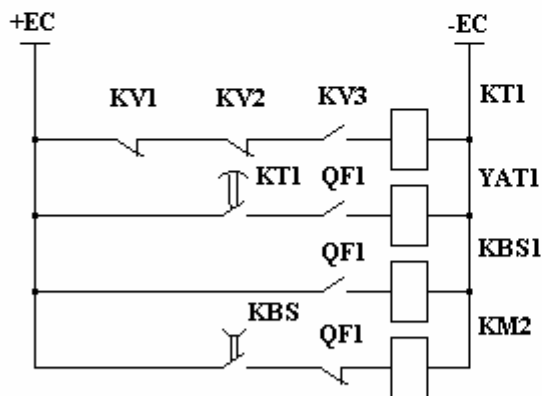 +EC -EC
KV1 KV2 KV3 KT1
KT1 QF1 YAT1
QF1 KBS1
KBS QF1 KM2